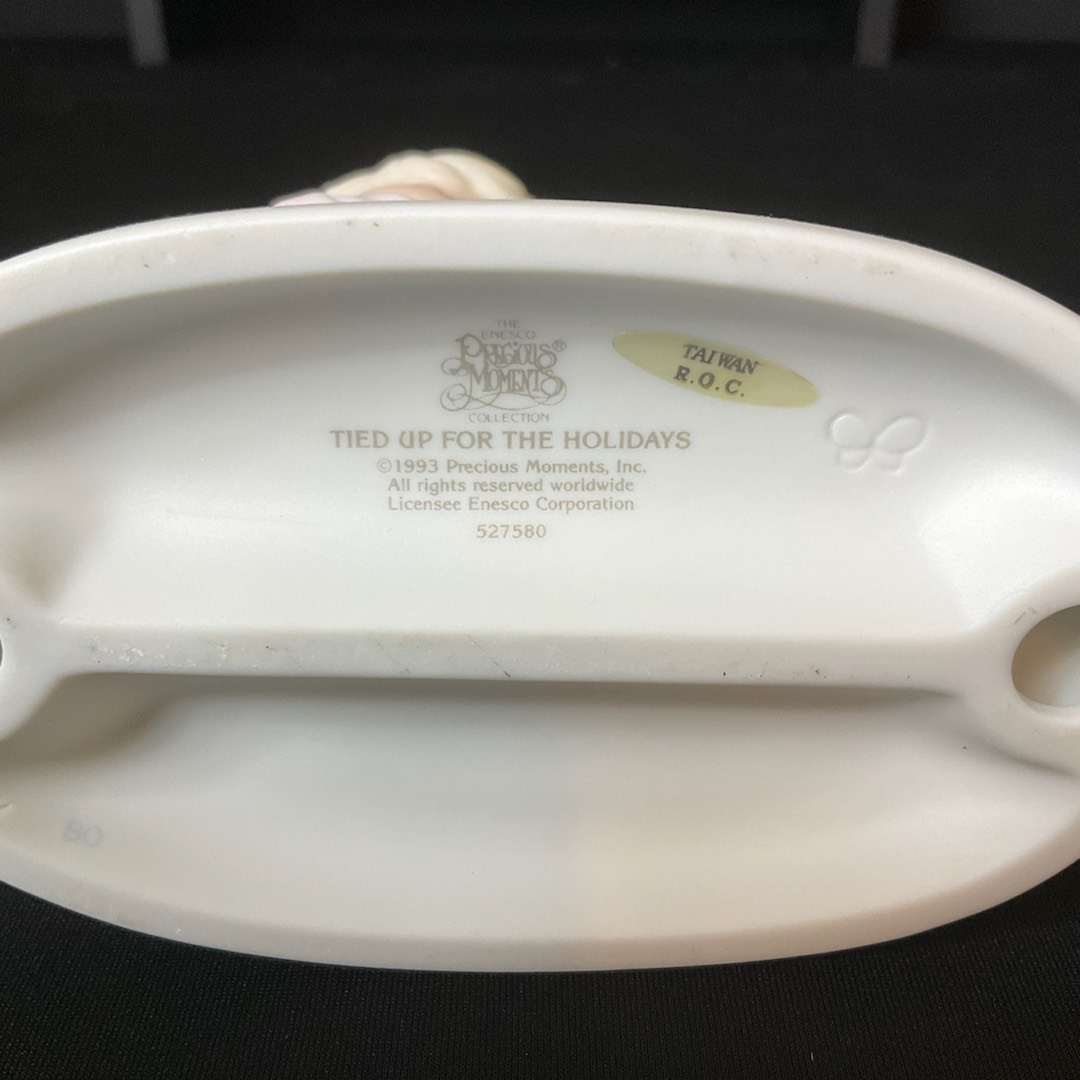 THE
ENESCO
PRECIOUS®
MOMENTS
COLLECTION
TIED UP FOR THE HOLIDAYS
©1993 Precious Moments, Inc.
All rights reserved worldwide
Licensee Enesco Corporation
527580
TAIWAN
R.O.C.
80